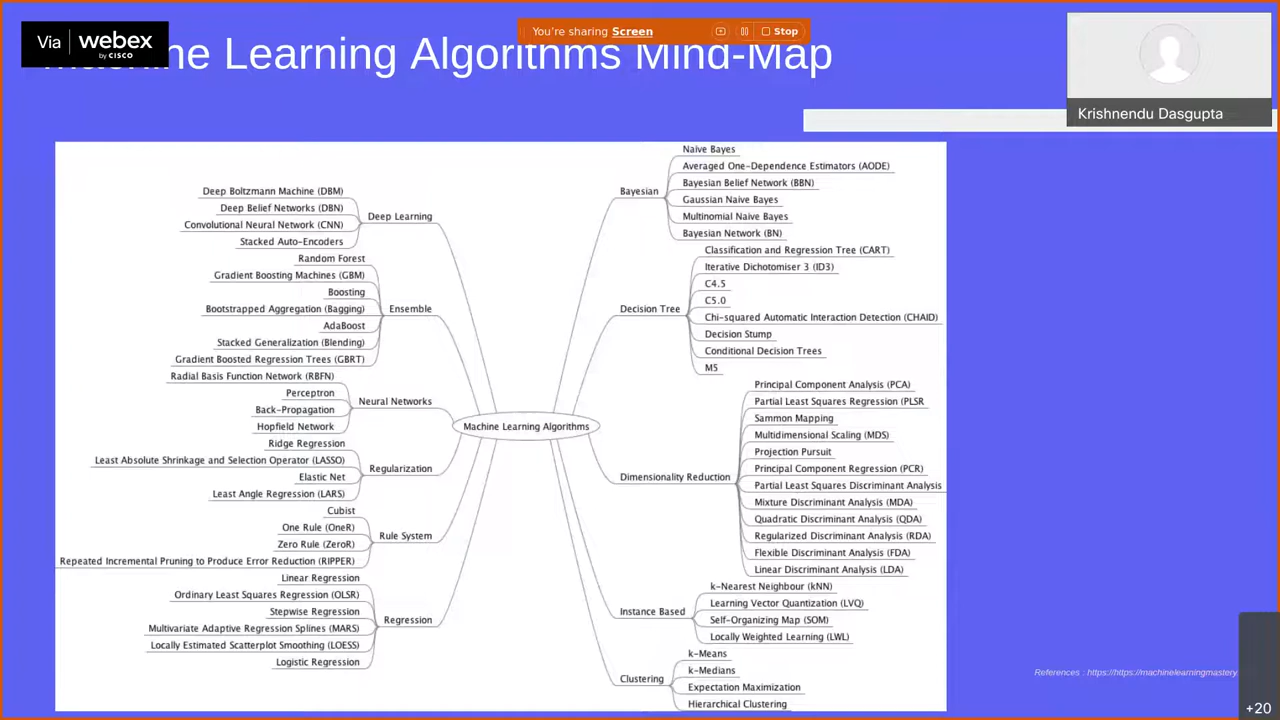 Via webex
by CISCO
You're sharing Screen
Stop
Learning Algorithms Mind-Map
Krishnendu Dasgupta
Deep Boltzmann Machine (DBM)
Deep Belief Networks (DBN)
Convolutional Neural Network (CNN)
Stacked Auto-Encoders
Deep Learning
Random Forest
Gradient Boosting Machines (GBM)
Boosting
Bootstrapped Aggregation (Bagging)
AdaBoost
Stacked Generalization (Blending)
Gradient Boosted Regression Trees (GBRT)
Ensemble
Radial Basis Function Network (RBFN)
Perceptron
Back-Propagation
Hopfield Network
Neural Networks
Ridge Regression
Least Absolute Shrinkage and Selection Operator (LASSO)
Elastic Net
Least Angle Regression (LARS)
Regularization
Cubist
One Rule (OneR)
Zero Rule (ZeroR)
Repeated Incremental Pruning to Produce Error Reduction (RIPPER)
Rule System
Linear Regression
Ordinary Least Squares Regression (OLSR)
Stepwise Regression
Multivariate Adaptive Regression Splines (MARS)
Locally Estimated Scatterplot Smoothing (LOESS)
Logistic Regression
Regression
Machine Learning Algorithms
Bayesian
Naive Bayes
Averaged One-Dependence Estimators (AODE)
Bayesian Belief Network (BBN)
Gaussian Naive Bayes
Multinomial Naive Bayes
Bayesian Network (BN)
Decision Tree
Classification and Regression Tree (CART)
Iterative Dichotomiser 3 (ID3)
C4.5
C5.0
Chi-squared Automatic Interaction Detection (CHAID)
Decision Stump
Conditional Decision Trees
M5
Dimensionality Reduction
Principal Component Analysis (PCA)
Partial Least Squares Regression (PLSR
Sammon Mapping
Multidimensional Scaling (MDS)
Projection Pursuit
Principal Component Regression (PCR)
Partial Least Squares Discriminant Analysis
Mixture Discriminant Analysis (MDA)
Quadratic Discriminant Analysis (QDA)
Regularized Discriminant Analysis (RDA)
Flexible Discriminant Analysis (FDA)
Linear Discriminant Analysis (LDA)
Instance Based
k-Nearest Neighbour (kNN)
Learning Vector Quantization (LVQ)
Self-Organizing Map (SOM)
Locally Weighted Learning (LWL)
Clustering
k-Means
k-Medians
Expectation Maximization
Hierarchical Clustering
References : https://https://machinelearningmastery
+20